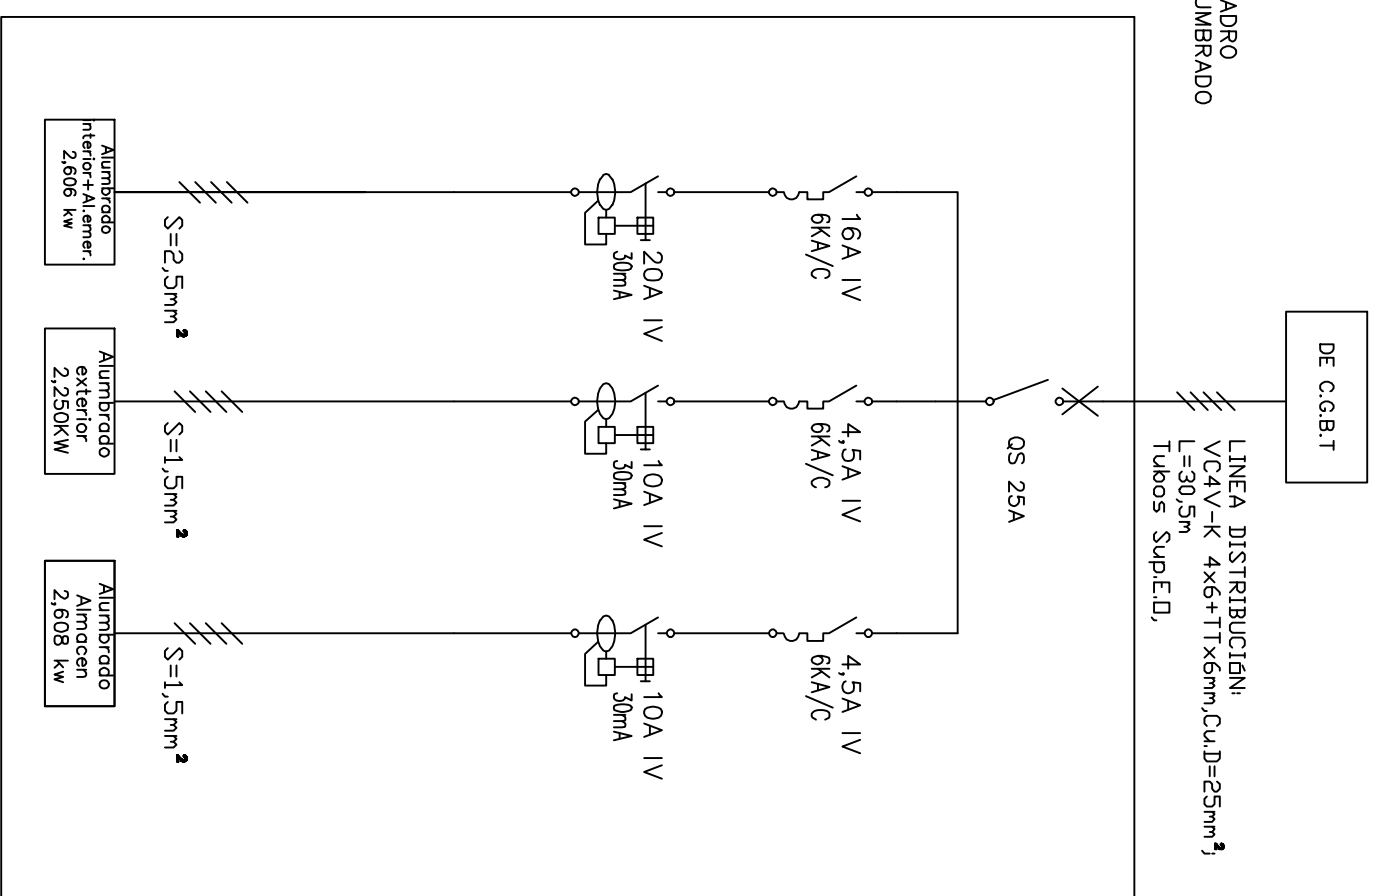 DE C.G.B.T
ADRO
UMBRADO
LINEA DISTRIBUCIóN:
VC4V-K 4x6+TTx6mm,Cu.D=25mm²;
L=30,5m
Tubos Sup.E.O,
QS 25A
16A IV
6KA/C
4,5A IV
6KA/C
4,5A IV
6KA/C
20A IV
30mA
10A IV
30mA
10A IV
30mA
S=2,5mm²
S=1,5mm²
S=1,5mm²
Alumbrado
interior+Al.emer.
2,606 kw
Alumbrado
exterior
2,250KW
Alumbrado
Almacen
2,608 kw